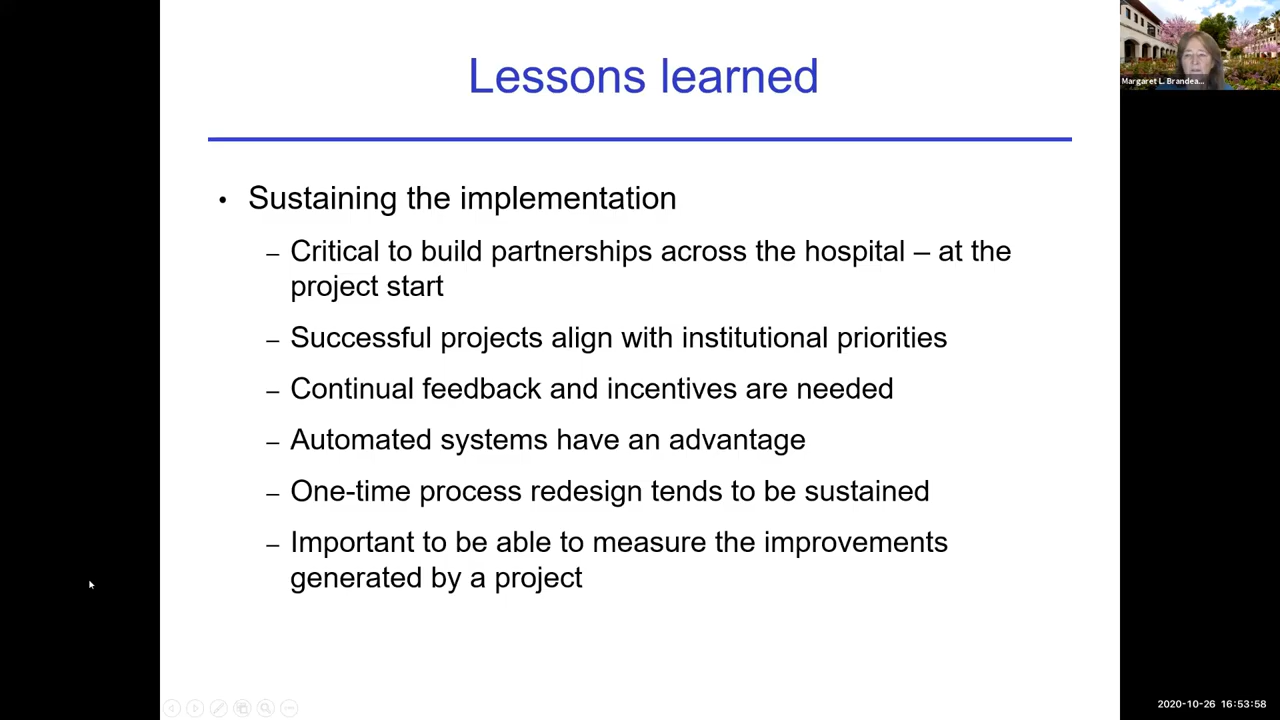 Lessons learned
Margaret L. Brandea...
• Sustaining the implementation
– Critical to build partnerships across the hospital – at the
project start
– Successful projects align with institutional priorities
– Continual feedback and incentives are needed
– Automated systems have an advantage
– One-time process redesign tends to be sustained
– Important to be able to measure the improvements
generated by a project
2020-10-26 16:53:58